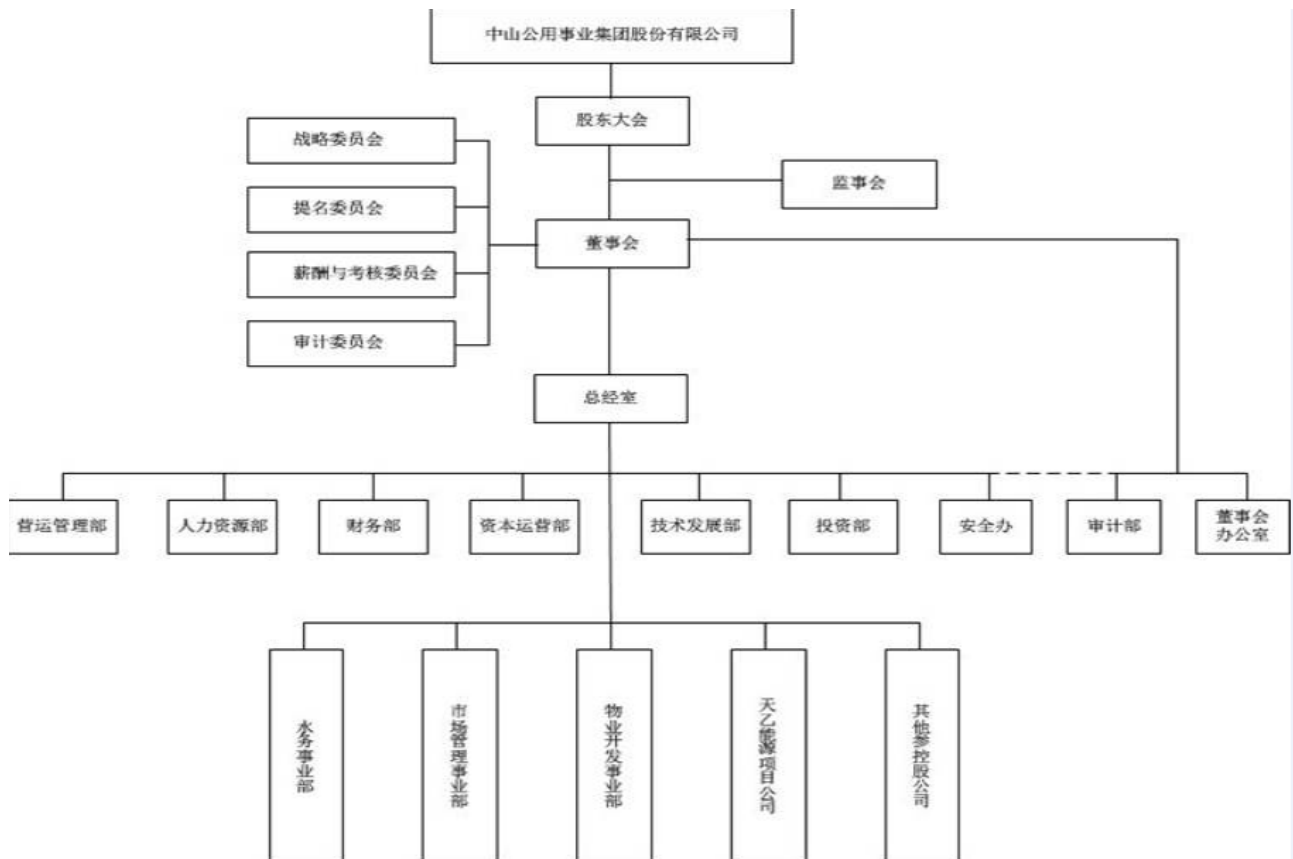 中山公用事业集团股份有限公司
股东大会
战略委员会
监事会
提名委员会
董事会
薪酬与考核委员会
审计委员会
总经室
营运管理部
人力资源部
财务部
资本运营部
技术发展部
投资部
安全办
审计部
董事会
办公室
水务事业部
市场管理事业部
物业开发事业部
天乙能源项目公司
其他参控股公司